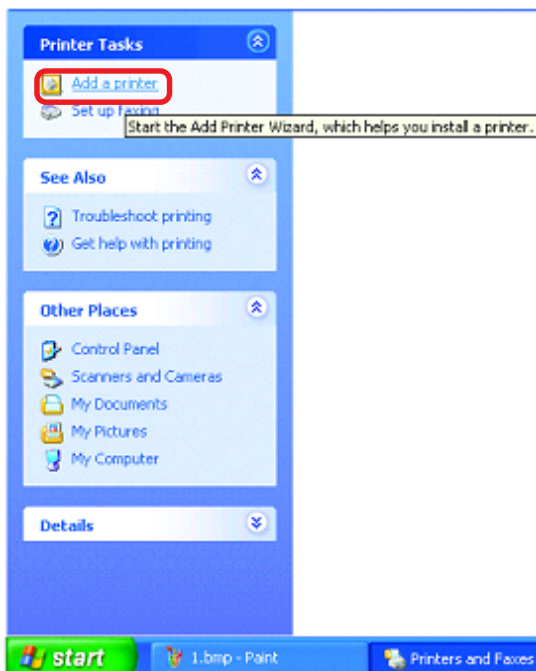 Printer Tasks
Add a printer
Set up faxing
Start the Add Printer Wizard, which helps you install a printer.
See Also
Troubleshoot printing
Get help with printing
Other Places
Control Panel
Scanners and Cameras
My Documents
My Pictures
My Computer
Details
start
1.bmp - Paint
Printers and Faxes